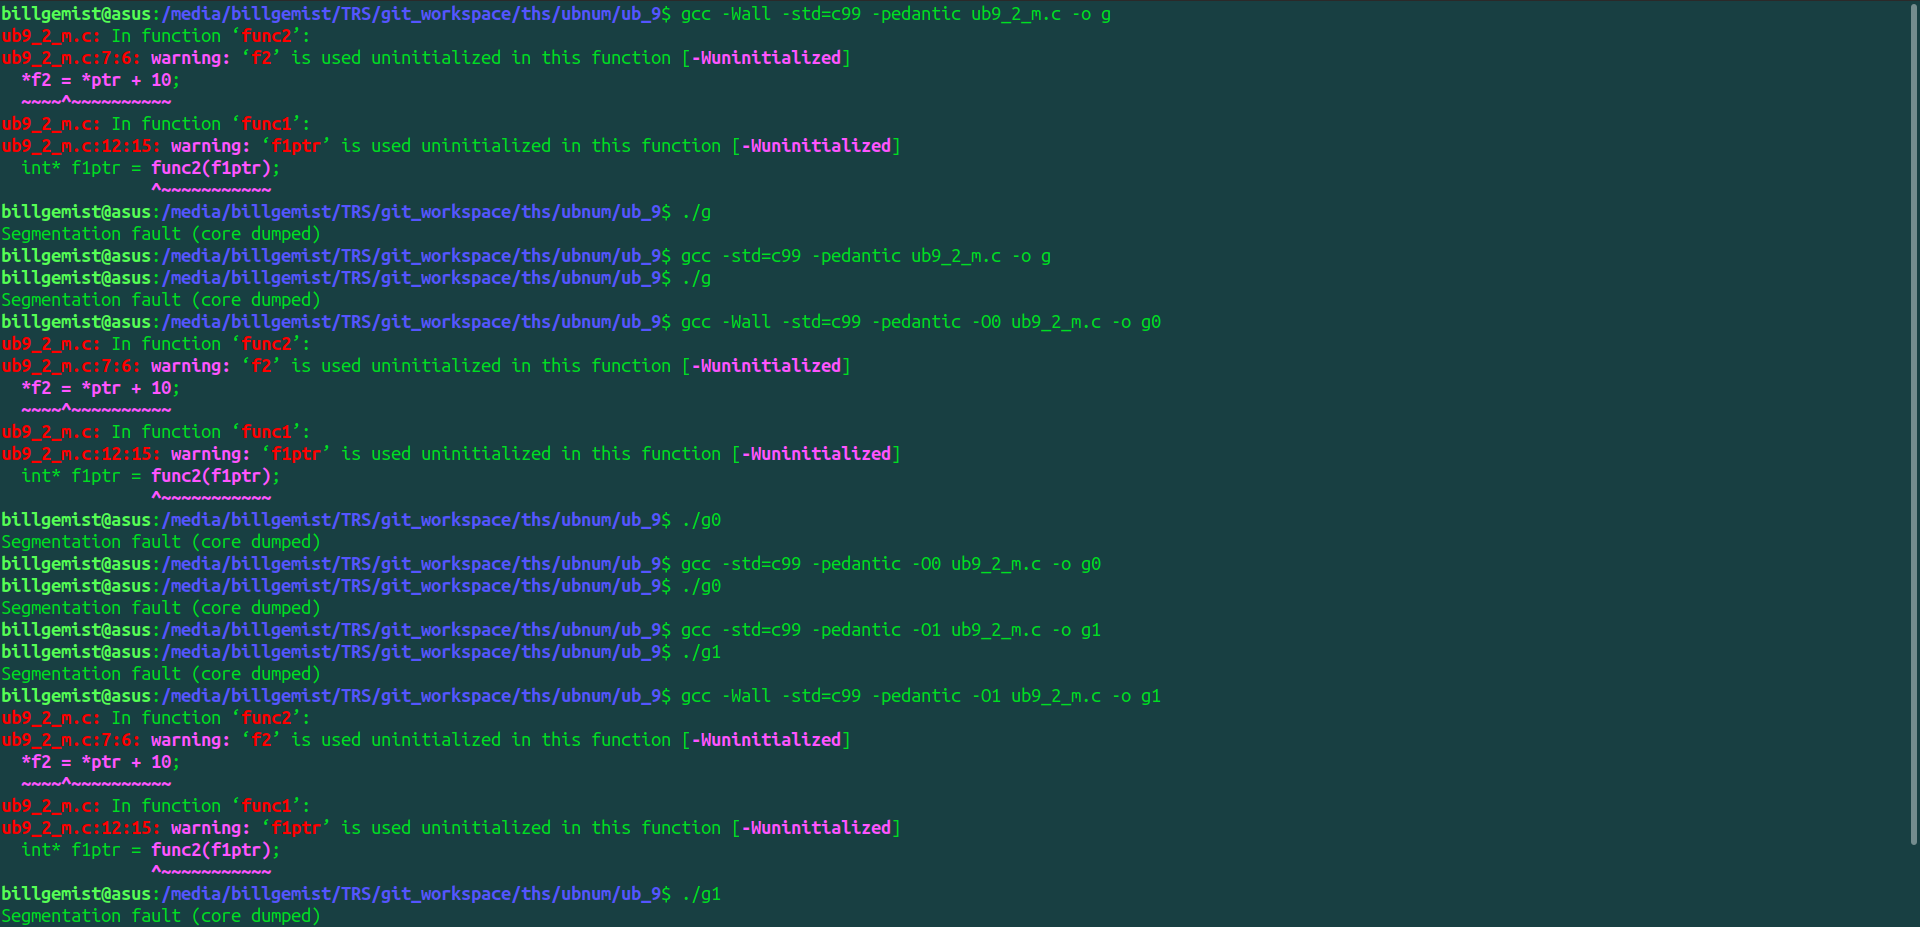 billgemist@asus:/media/billgemist/TRS/git_workspace/ths/ubnum/ub_9$ gcc -Wall -std=c99 -pedantic ub9_2_m.c -o g
ub9_2_m.c: In function ‘func2’:
ub9_2_m.c:7:6: warning: ‘f2’ is used uninitialized in this function [-Wuninitialized]
  *f2 = *ptr + 10;
  ~~~~^~~~~~~~~~~
ub9_2_m.c: In function ‘func1’:
ub9_2_m.c:12:15: warning: ‘f1ptr’ is used uninitialized in this function [-Wuninitialized]
  int* f1ptr = func2(f1ptr);
               ^~~~~~~~~~~~
billgemist@asus:/media/billgemist/TRS/git_workspace/ths/ubnum/ub_9$ ./g
Segmentation fault (core dumped)
billgemist@asus:/media/billgemist/TRS/git_workspace/ths/ubnum/ub_9$ gcc -std=c99 -pedantic ub9_2_m.c -o g
billgemist@asus:/media/billgemist/TRS/git_workspace/ths/ubnum/ub_9$ ./g
Segmentation fault (core dumped)
billgemist@asus:/media/billgemist/TRS/git_workspace/ths/ubnum/ub_9$ gcc -Wall -std=c99 -pedantic -O0 ub9_2_m.c -o g0
ub9_2_m.c: In function ‘func2’:
ub9_2_m.c:7:6: warning: ‘f2’ is used uninitialized in this function [-Wuninitialized]
  *f2 = *ptr + 10;
  ~~~~^~~~~~~~~~~
ub9_2_m.c: In function ‘func1’:
ub9_2_m.c:12:15: warning: ‘f1ptr’ is used uninitialized in this function [-Wuninitialized]
  int* f1ptr = func2(f1ptr);
               ^~~~~~~~~~~~
billgemist@asus:/media/billgemist/TRS/git_workspace/ths/ubnum/ub_9$ ./g0
Segmentation fault (core dumped)
billgemist@asus:/media/billgemist/TRS/git_workspace/ths/ubnum/ub_9$ gcc -std=c99 -pedantic -O0 ub9_2_m.c -o g0
billgemist@asus:/media/billgemist/TRS/git_workspace/ths/ubnum/ub_9$ ./g0
Segmentation fault (core dumped)
billgemist@asus:/media/billgemist/TRS/git_workspace/ths/ubnum/ub_9$ gcc -std=c99 -pedantic -O1 ub9_2_m.c -o g1
billgemist@asus:/media/billgemist/TRS/git_workspace/ths/ubnum/ub_9$ ./g1
Segmentation fault (core dumped)
billgemist@asus:/media/billgemist/TRS/git_workspace/ths/ubnum/ub_9$ gcc -Wall -std=c99 -pedantic -O1 ub9_2_m.c -o g1
ub9_2_m.c: In function ‘func2’:
ub9_2_m.c:7:6: warning: ‘f2’ is used uninitialized in this function [-Wuninitialized]
  *f2 = *ptr + 10;
  ~~~~^~~~~~~~~~~
ub9_2_m.c: In function ‘func1’:
ub9_2_m.c:12:15: warning: ‘f1ptr’ is used uninitialized in this function [-Wuninitialized]
  int* f1ptr = func2(f1ptr);
               ^~~~~~~~~~~~
billgemist@asus:/media/billgemist/TRS/git_workspace/ths/ubnum/ub_9$ ./g1
Segmentation fault (core dumped)